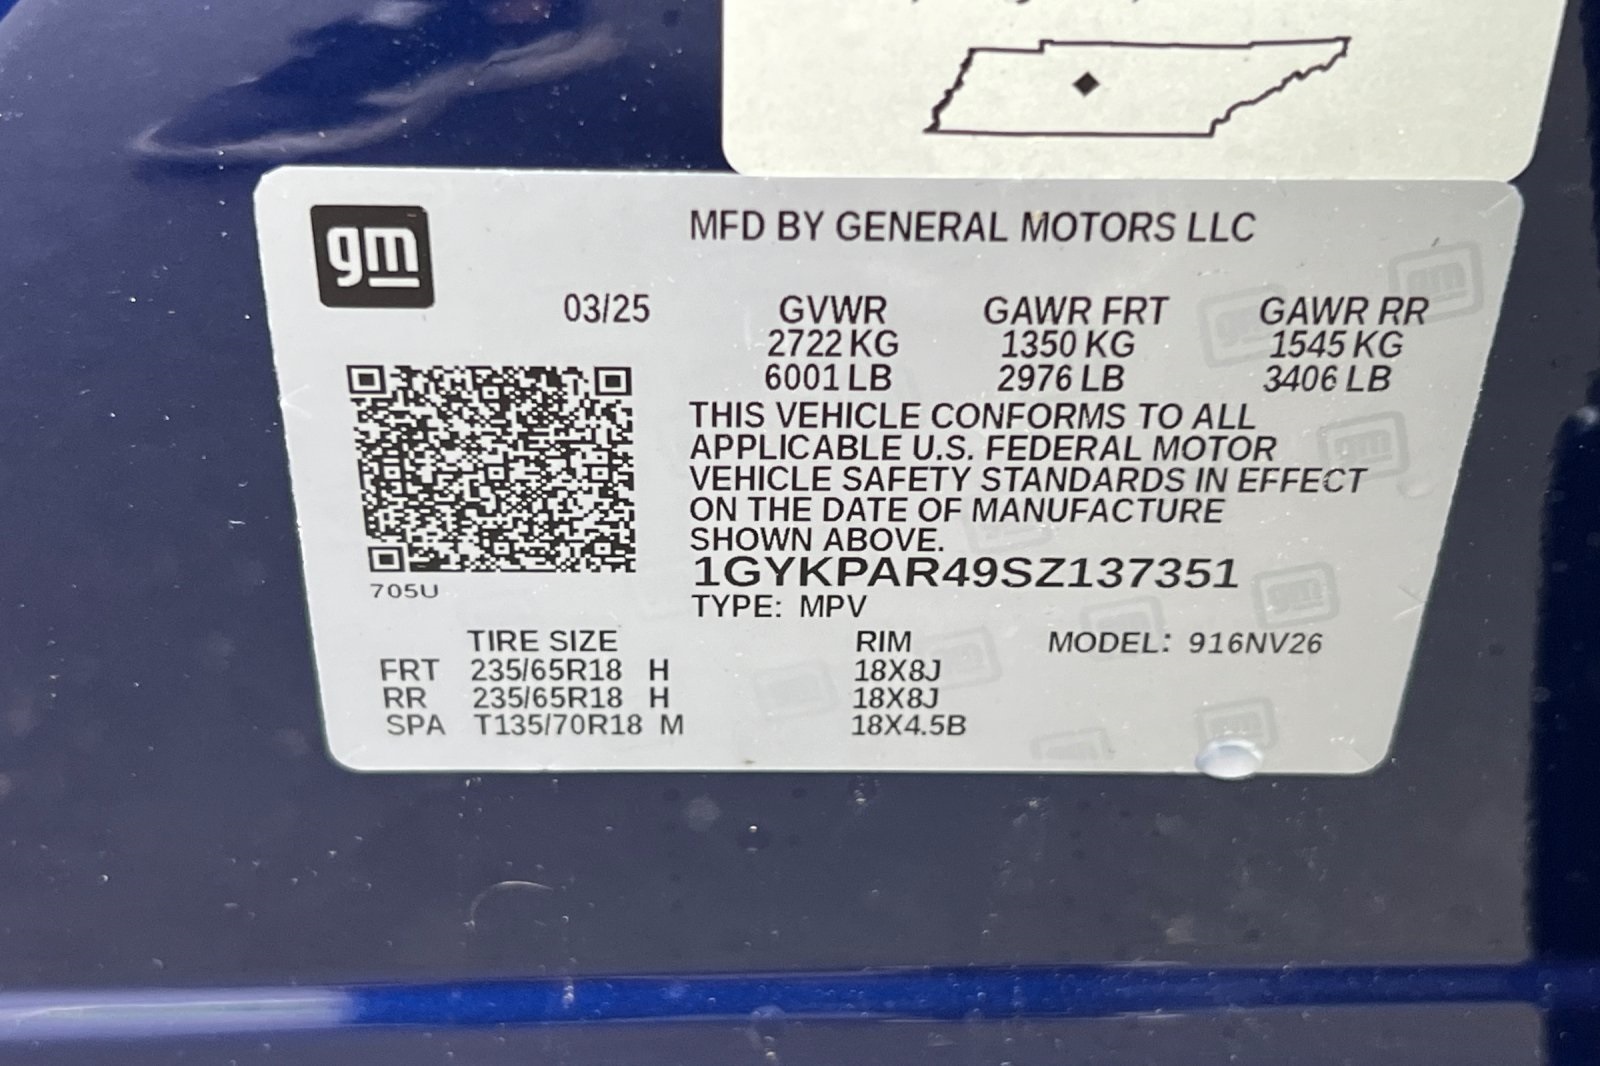 gm
MFD BY GENERAL MOTORS LLC
03/25 GVWR GAWR FRT GAWR RR
2722 KG 1350 KG 1545 KG
6001 LB 2976 LB 3406 LB
THIS VEHICLE CONFORMS TO ALL
APPLICABLE U.S. FEDERAL MOTOR
VEHICLE SAFETY STANDARDS IN EFFECT
ON THE DATE OF MANUFACTURE
SHOWN ABOVE.
1GYKPAR49SZ137351
705U
TYPE: MPV
TIRE SIZE RIM MODEL: 916NV26
FRT 235/65R18 H 18X8J
RR 235/65R18 H 18X8J
SPA T135/70R18 M 18X4.5B